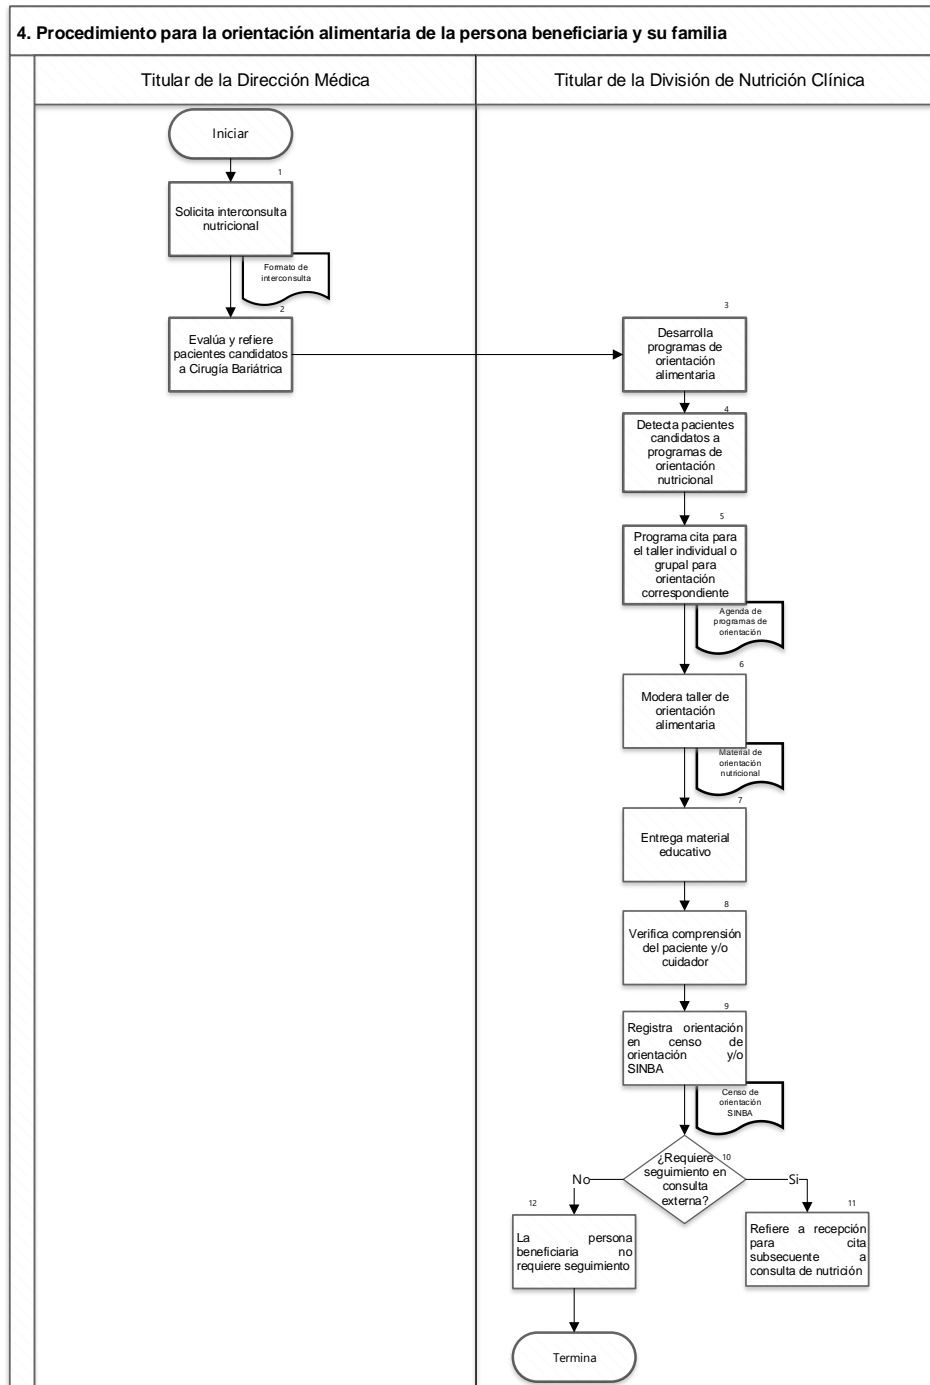 4. Procedimiento para la orientación alimentaria de la persona beneficiaria y su familia
Titular de la Dirección Médica
Titular de la División de Nutrición Clínica
Iniciar
1
Solicita interconsulta
nutricional
Formato de
interconsulta
2
Evalúa y refiere
pacientes candidatos
a Cirugía Bariátrica
3
Desarrolla
programas de
orientación
alimentaria
4
Detecta pacientes
candidatos a
programas de
orientación
nutricional
5
Programa cita para
el taller individual o
grupal para
orientación
correspondiente
Agenda de
programas de
orientación
6
Modera taller de
orientación
alimentaria
Material de
orientación
nutricional
7
Entrega material
educativo
8
Verifica comprensión
del paciente y/o
cuidador
9
Registra orientación
en censo de
orientación y/o
SINBA
Censo de
orientación
SINBA
10
¿Requiere
seguimiento en
consulta
externa?
No
Si
12
La persona
beneficiaria no
requiere seguimiento
11
Refiere a recepción
para cita
subsecuente a
consulta de nutrición
Termina